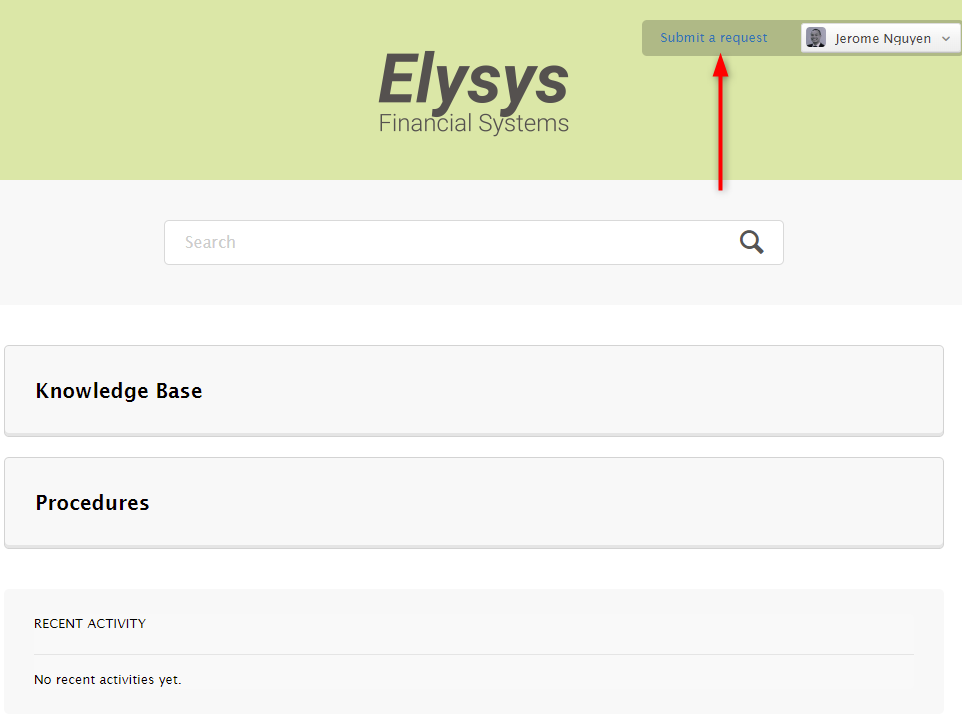 Submit a request
Jerome Nguyen
Elysys
Financial Systems
Search
Knowledge Base
Procedures
RECENT ACTIVITY
No recent activities yet.